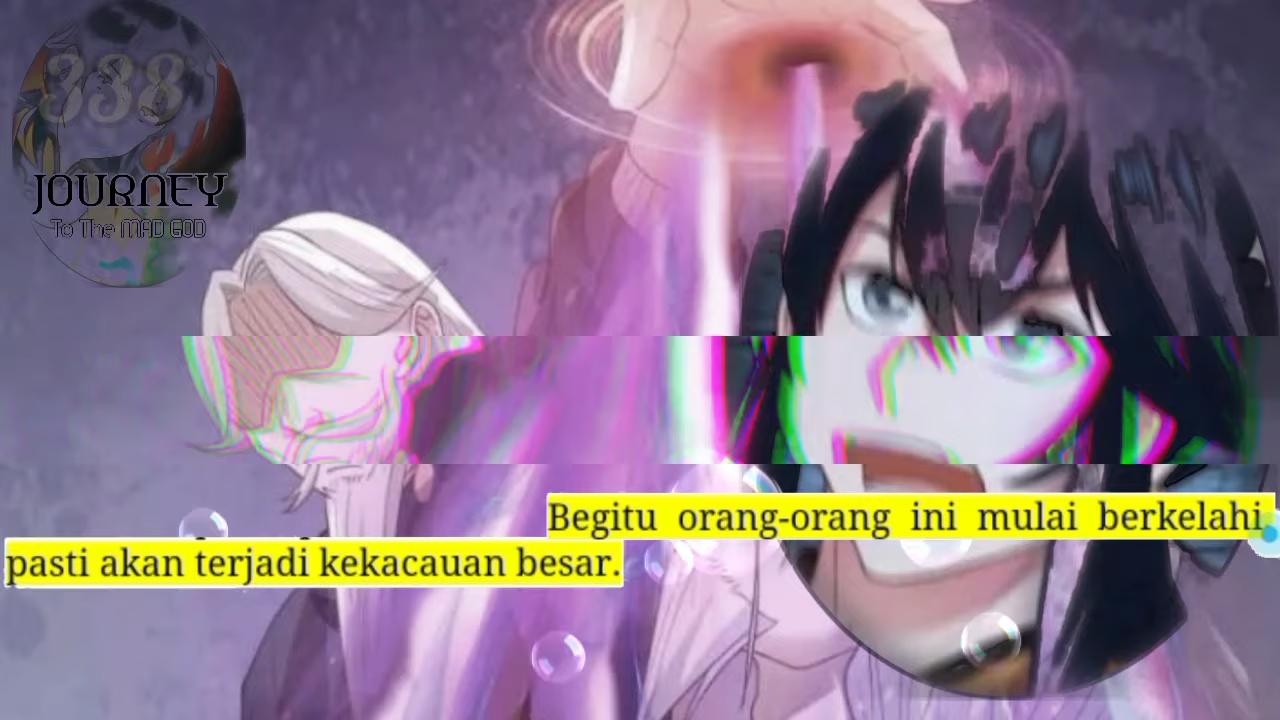 338
JOURNEY
To The MAD GOD
Begitu orang-orang ini mulai berkelahi,
pasti akan terjadi kekacauan besar.